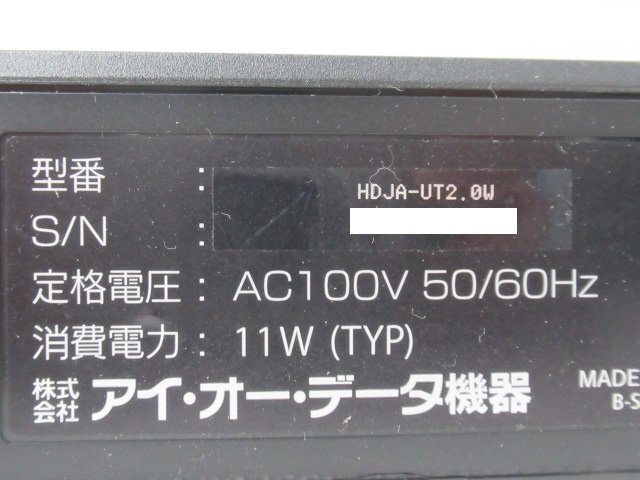 型番 : HDJA-UT2.0W
S/N :
定格電圧 : AC100V 50/60Hz
消費電力 : 11W (TYP)
株式会社 アイ・オー・データ機器
MADE
B-S